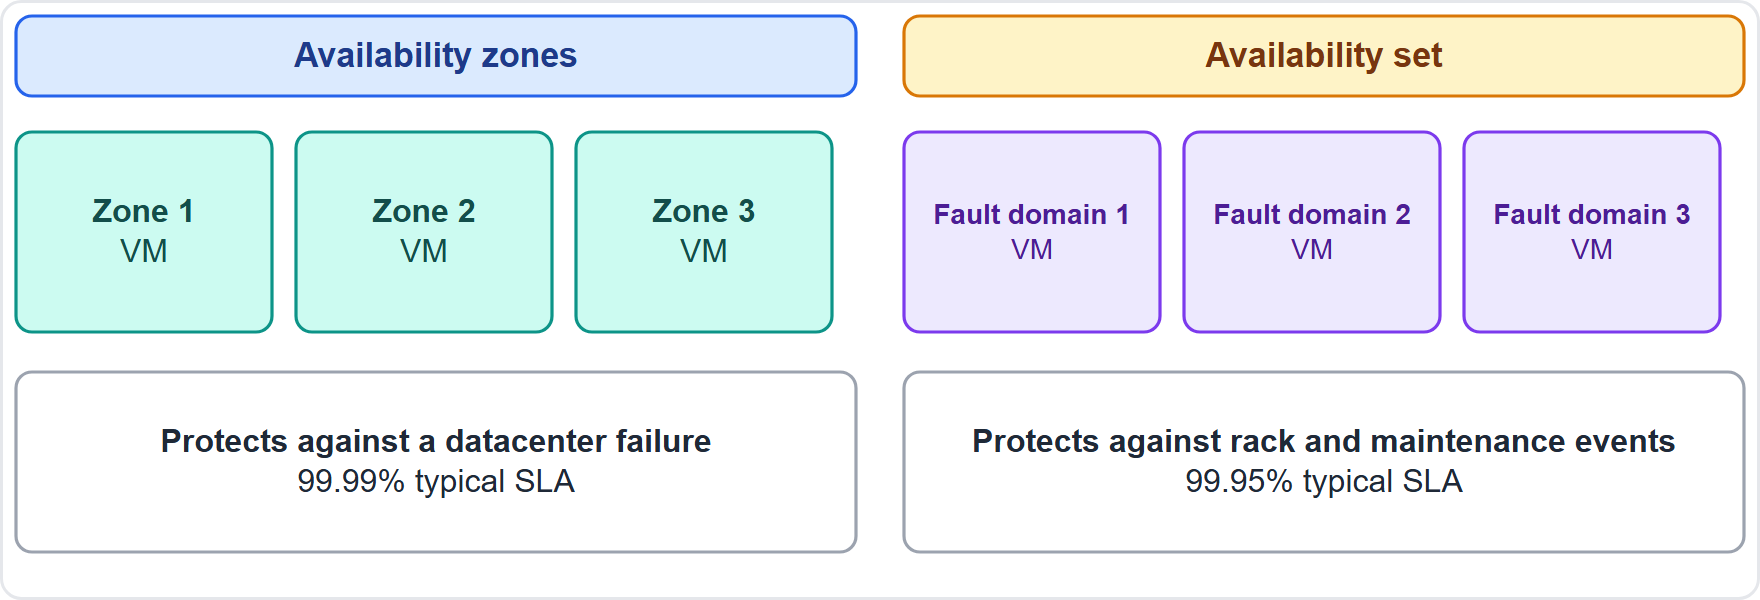 Availability zones
Zone 1
VM
Zone 2
VM
Zone 3
VM
Protects against a datacenter failure
99.99% typical SLA
Availability set
Fault domain 1
VM
Fault domain 2
VM
Fault domain 3
VM
Protects against rack and maintenance events
99.95% typical SLA